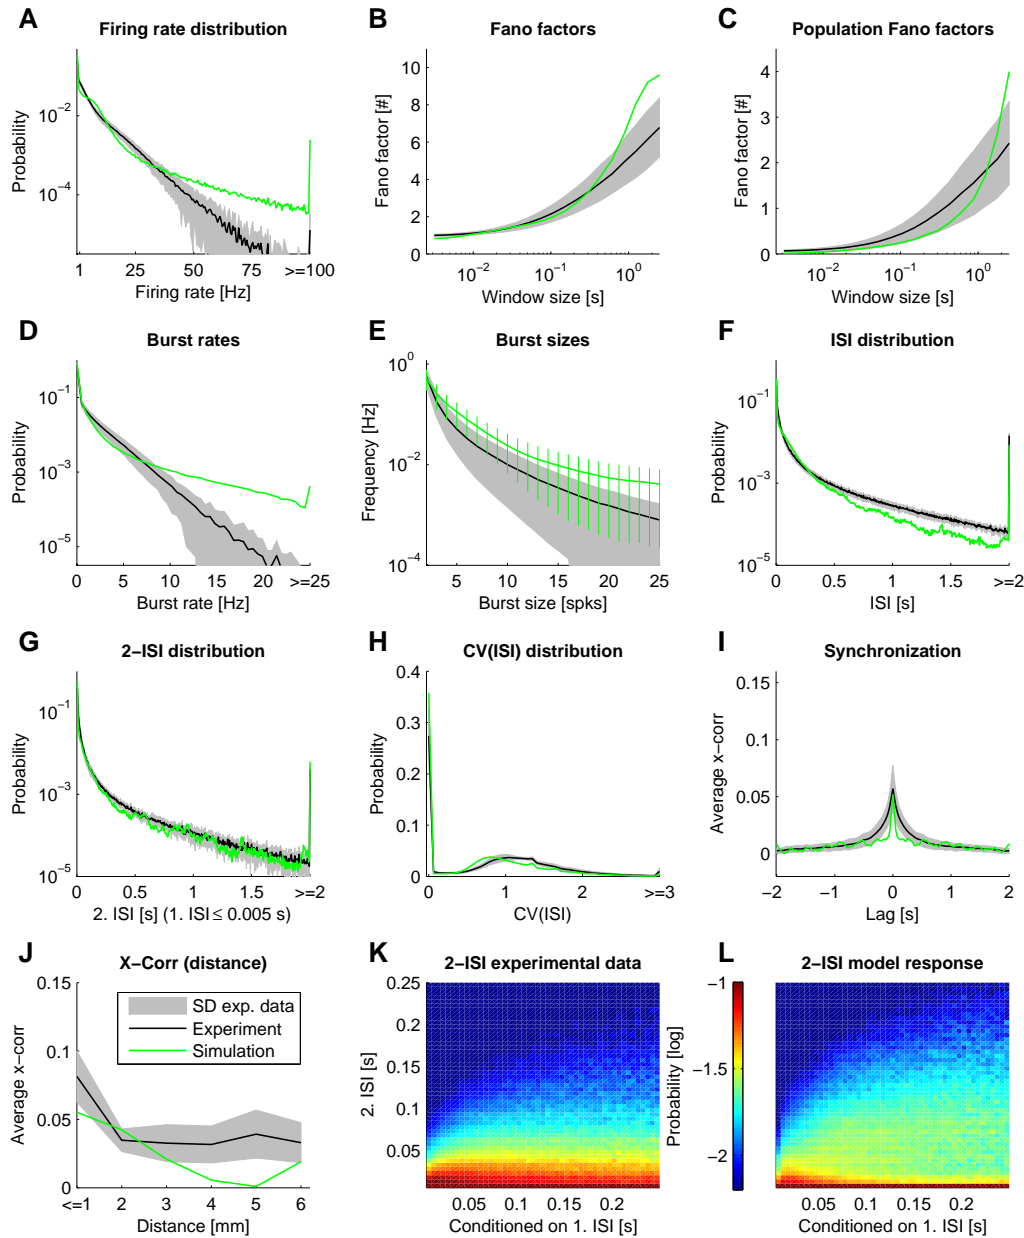 A
Firing rate distribution
Probability
10−2
10−4
1 25 50 75 >=100
Firing rate [Hz]
B
Fano factors
Fano factor [#]
10
8
6
4
2
0
10−2 10−1 100
Window size [s]
C
Population Fano factors
Fano factor [#]
4
3
2
1
0
10−2 10−1 100
Window size [s]
D
Burst rates
Probability
10−1
10−3
10−5
0 5 10 15 20 >=25
Burst rate [Hz]
E
Burst sizes
Frequency [Hz]
100
10−2
10−4
5 10 15 20 25
Burst size [spks]
F
ISI distribution
Probability
10−1
10−3
10−5
0 0.5 1 1.5 >=2
ISI [s]
G
2−ISI distribution
Probability
10−1
10−3
10−5
0 0.5 1 1.5 >=2
2. ISI [s] (1. ISI ≤ 0.005 s)
H
CV(ISI) distribution
Probability
0.4
0.3
0.2
0.1
0
0 1 2 >=3
CV(ISI)
I
Synchronization
Average x−corr
0.15
0.1
0.05
0
−2 −1 0 1 2
Lag [s]
J
X−Corr (distance)
Average x−corr
0.15
0.1
0.05
0
SD exp. data
Experiment
Simulation
<=1 2 3 4 5 6
Distance [mm]
K
2−ISI experimental data
2. ISI [s]
0.25
0.2
0.15
0.1
0.05
0.05 0.1 0.15 0.2
Conditioned on 1. ISI [s]
Probability [log]
−1
−1.5
−2
L
2−ISI model response
0.05 0.1 0.15 0.2
Conditioned on 1. ISI [s]